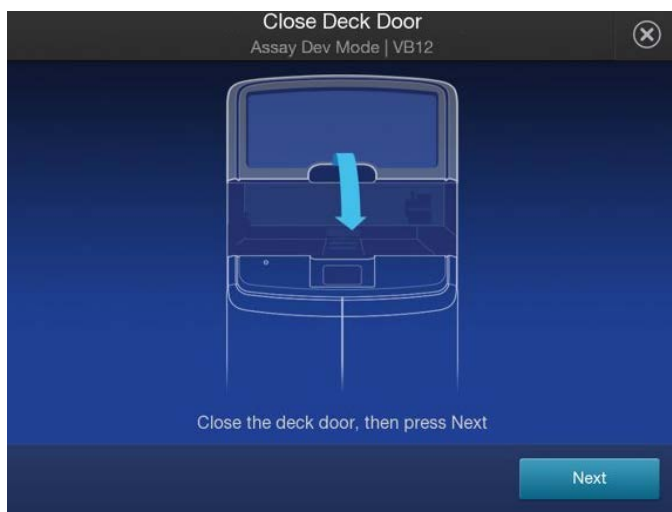 Close Deck Door
Assay Dev Mode | VB12
Close the deck door, then press Next
Next